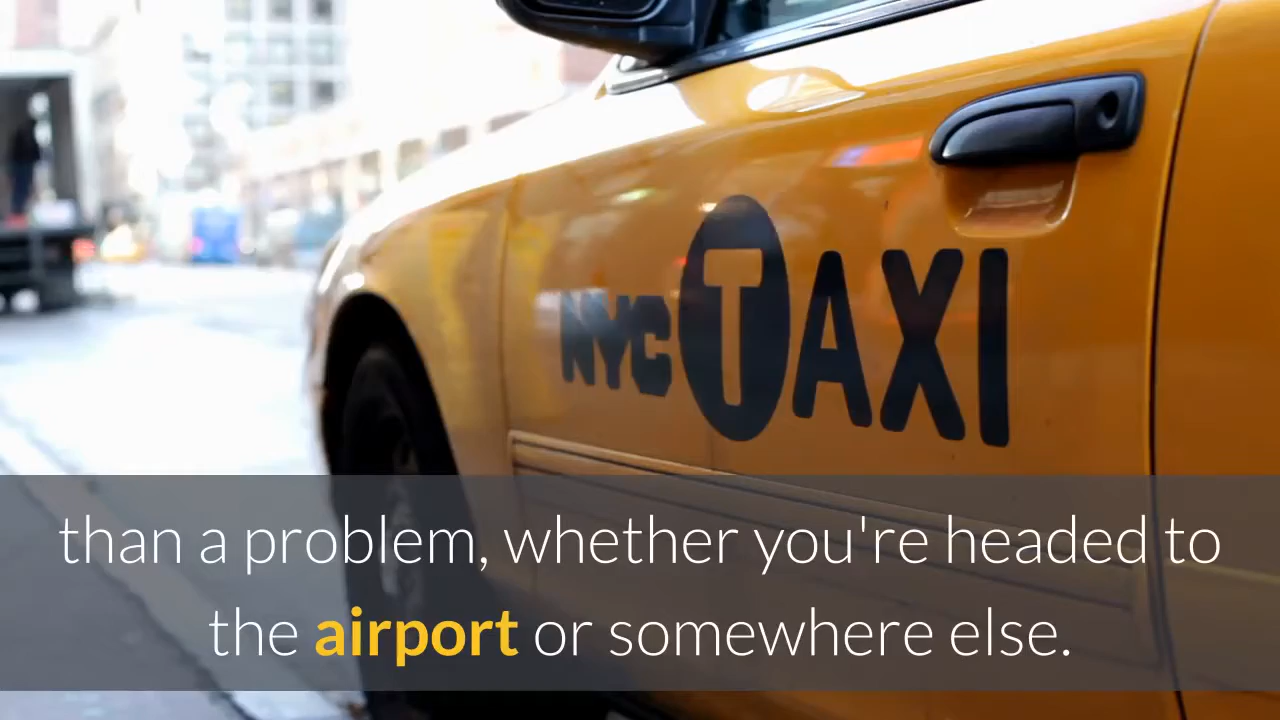 NYC TAXI
than a problem, whether you're headed to
the airport or somewhere else.